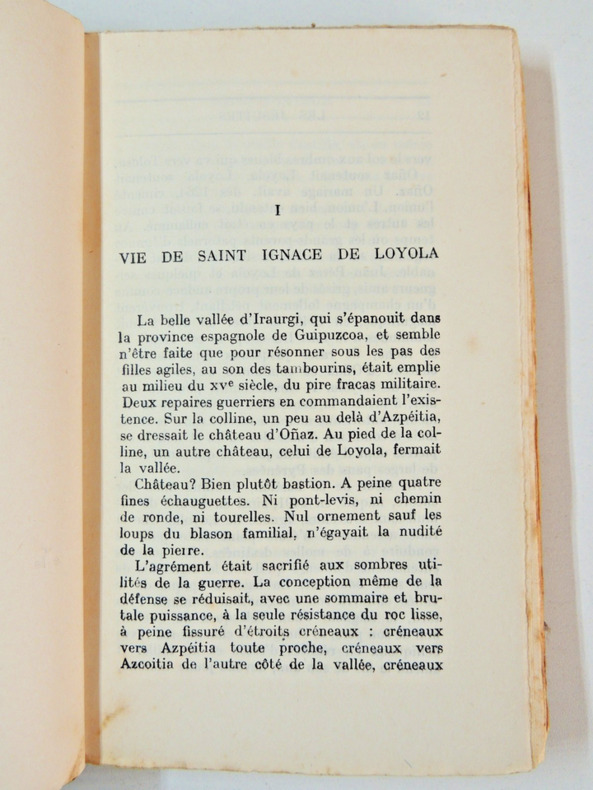 I
VIE DE SAINT IGNACE DE LOYOLA
La belle vallée d'Iraurgi, qui s'épanouit dans
la province espagnole de Guipuzcoa, et semble
n'être faite que pour résonner sous les pas des
filles agiles, au son des tambourins, était emplie
au milieu du XVe siècle, du pire fracas militaire.
Deux repaires guerriers en commandaient l'exis-
tence. Sur la colline, un peu au delà d'Azpéitia,
se dressait le château d'Oñaz. Au pied de la col-
line, un autre château, celui de Loyola, fermait
la vallée.
Château? Bien plutôt bastion. A peine quatre
fines échauguettes. Ni pont-levis, ni chemin
de ronde, ni tourelles. Nul ornement sauf les
loups du blason familial, n'égayait la nudité
de la pierre.
L'agrément était sacrifié aux sombres uti-
lités de la guerre. La conception même de la
défense se réduisait, avec une sommaire et bru-
tale puissance, à la seule résistance du roc lisse,
à peine fissuré d'étroits créneaux : créneaux
vers Azpéitia toute proche, créneaux vers
Azcoitia de l'autre côté de la vallée, créneaux